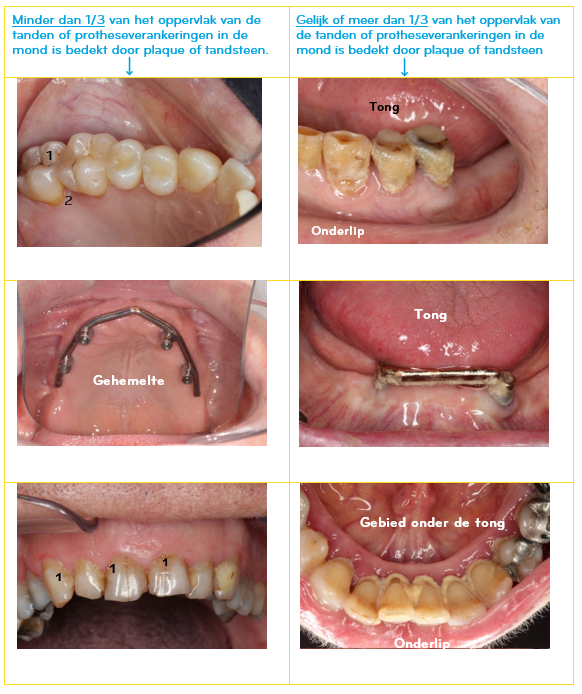 Minder dan 1/3 van het oppervlak van de
tanden of protheseverankeringen in de
mond is bedekt door plaque of tandsteen.
Gelijk of meer dan 1/3 van het oppervlak van
de tanden of protheseverankeringen in de
mond is bedekt door plaque of tandsteen
1
2
Tong
Onderlip
Gehemelte
Tong
1
1
1
Gebied onder de tong
Onderlip